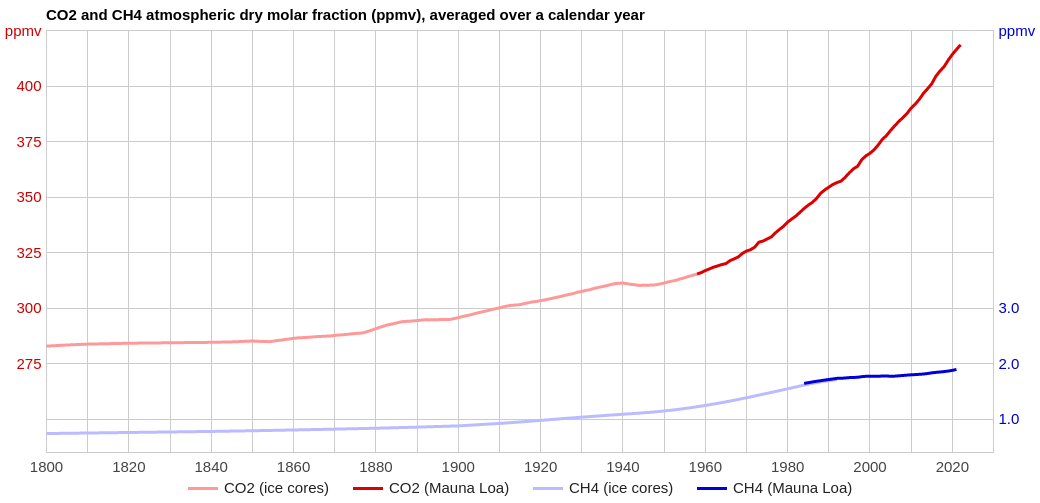 CO2 and CH4 atmospheric dry molar fraction (ppmv), averaged over a calendar year
ppmv ppmv
400
375
350
325
300 3.0
275 2.0
1.0
1800 1820 1840 1860 1880 1900 1920 1940 1960 1980 2000 2020
CO2 (ice cores) CO2 (Mauna Loa) CH4 (ice cores) CH4 (Mauna Loa)